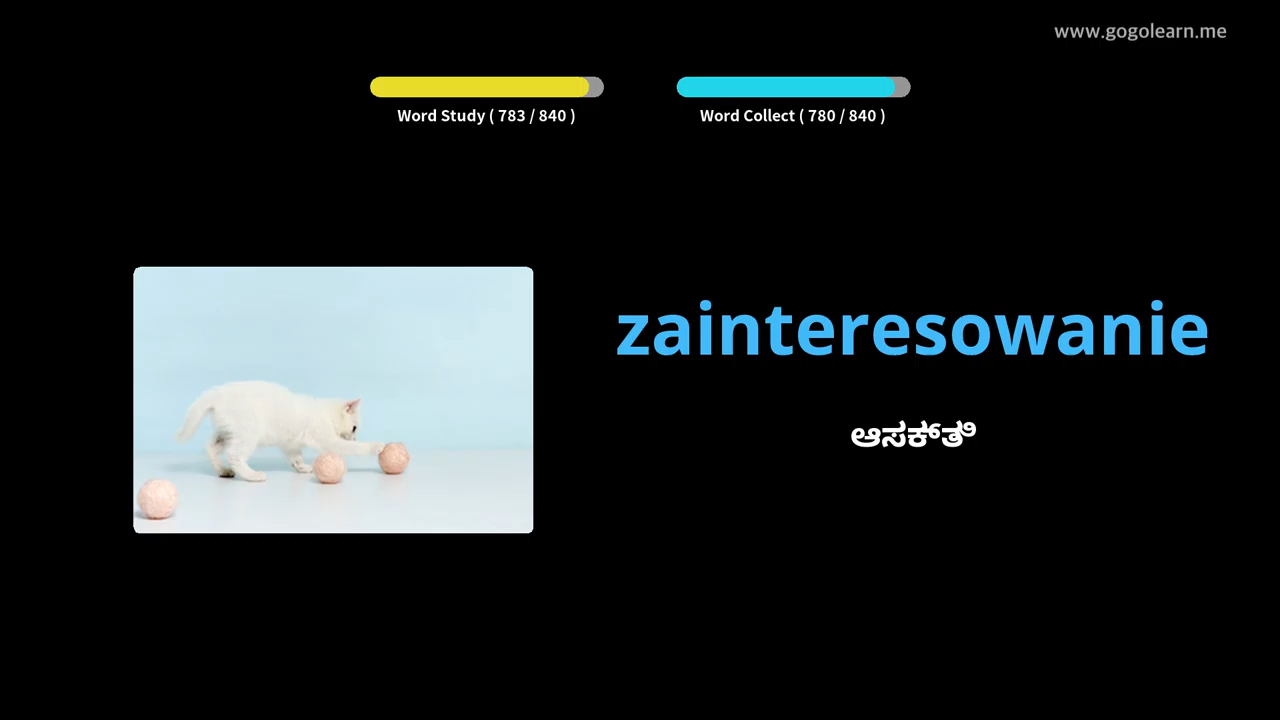 www.gogolearn.me
Word Study ( 783 / 840 )
Word Collect ( 780 / 840 )
zainteresowanie
ಆಸಕ್ತಿ